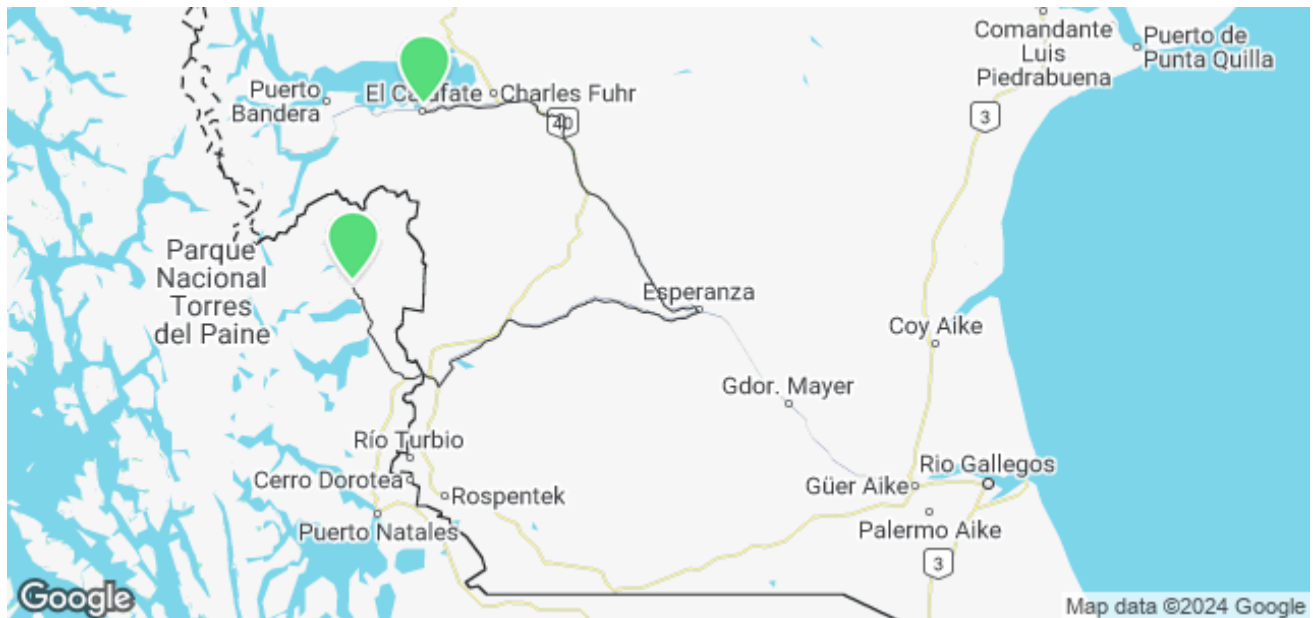 Comandante
Luis
Piedrabuena
Puerto de
Punta Quilla
Puerto
Bandera
El Calafate
Charles Fuhr
40
3
Parque
Nacional
Torres
del Paine
Esperanza
Coy Aike
Gdor. Mayer
Río Turbio
Cerro Dorotea
Rospentek
Puerto Natales
Rio Gallegos
Güer Aike
Palermo Aike
3
Google
Map data ©2024 Google